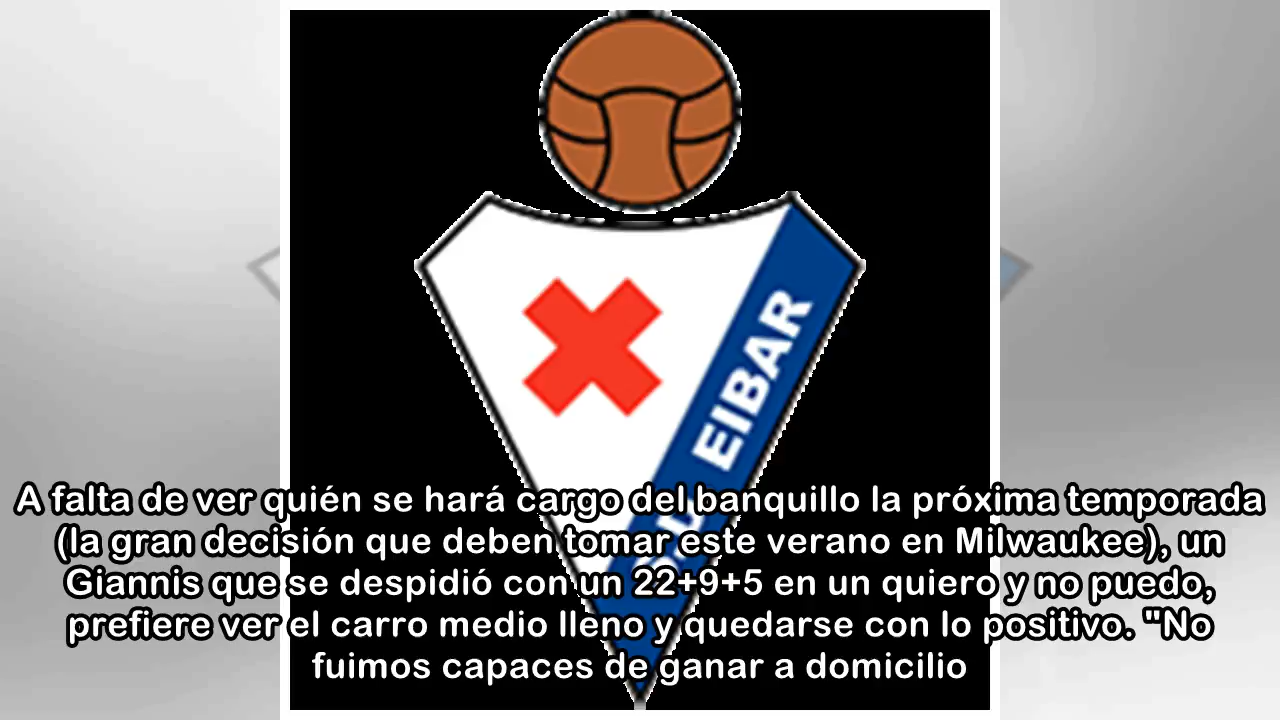 SD EIBAR
A falta de ver quién se hará cargo del banquillo la próxima temporada
(la gran decisión que deben tomar este verano en Milwaukee), un
Giannis que se despidió con un 22+9+5 en un quiero y no puedo,
prefiere ver el carro medio lleno y quedarse con lo positivo. "No
fuimos capaces de ganar a domicilio